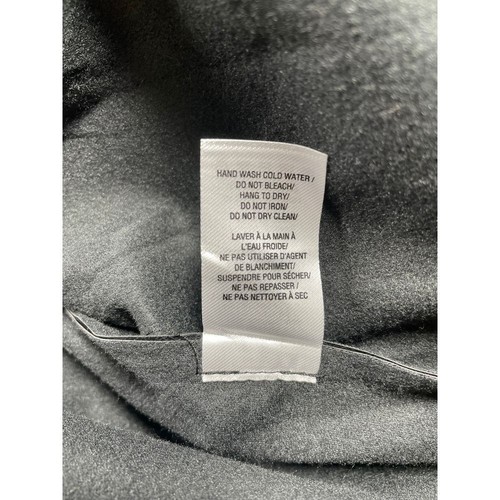 HAND WASH COLD WATER/
DO NOT BLEACH/
HANG TO DRY/
DO NOT IRON/
DO NOT DRY CLEAN/
LAVER À LA MAIN À
L'EAU FROIDE/
NE PAS UTILISER D'AGENT
DE BLANCHIMENT/
SUSPENDRE POUR SÉCHER/
NE PAS REPASSER/
NE PAS NETTOYER À SEC